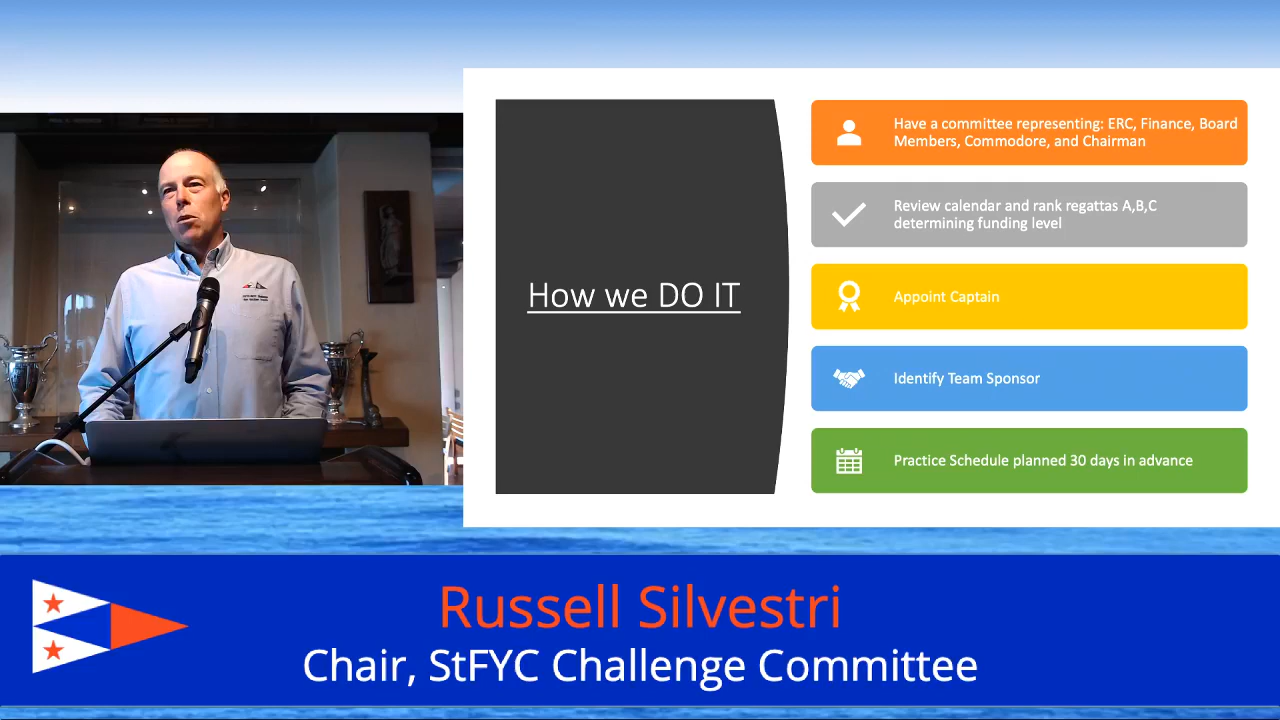 How we DO IT
Have a committee representing: ERC, Finance, Board
Members, Commodore, and Chairman
Review calendar and rank regattas A,B,C
determining funding level
Appoint Captain
Identify Team Sponsor
Practice Schedule planned 30 days in advance
Russell Silvestri
Chair, StFYC Challenge Committee